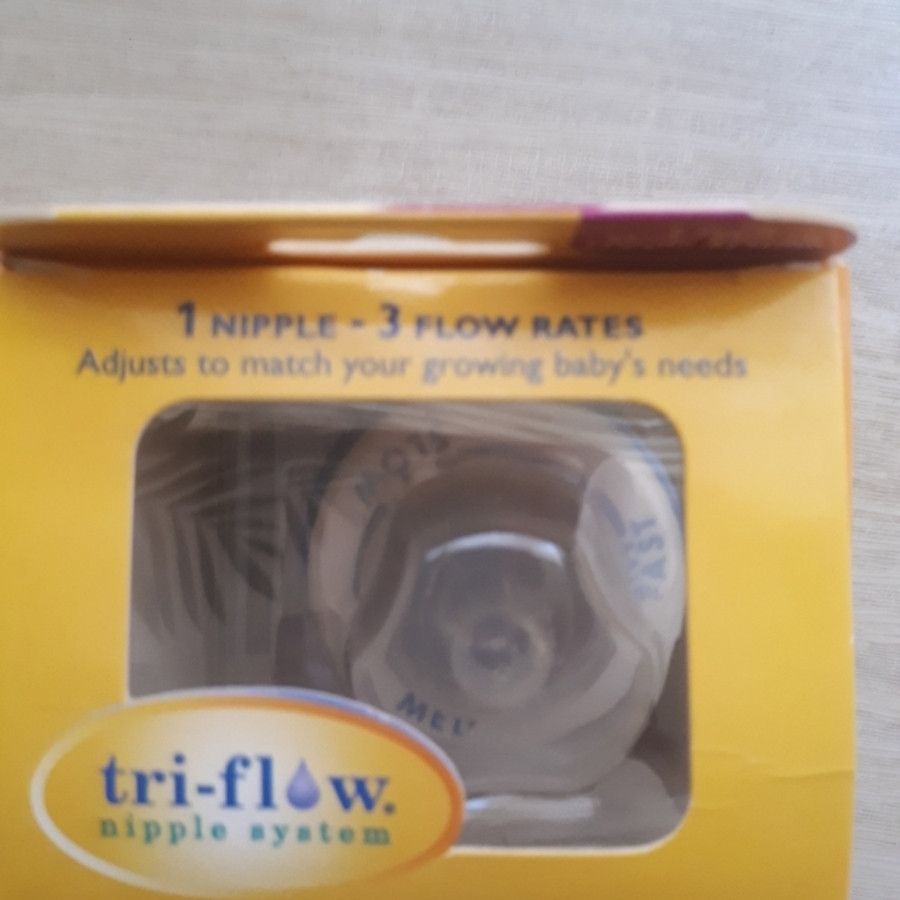 1 NIPPLE - 3 FLOW RATES
Adjusts to match your growing baby's needs
FAST
tri-flow.
nipple system